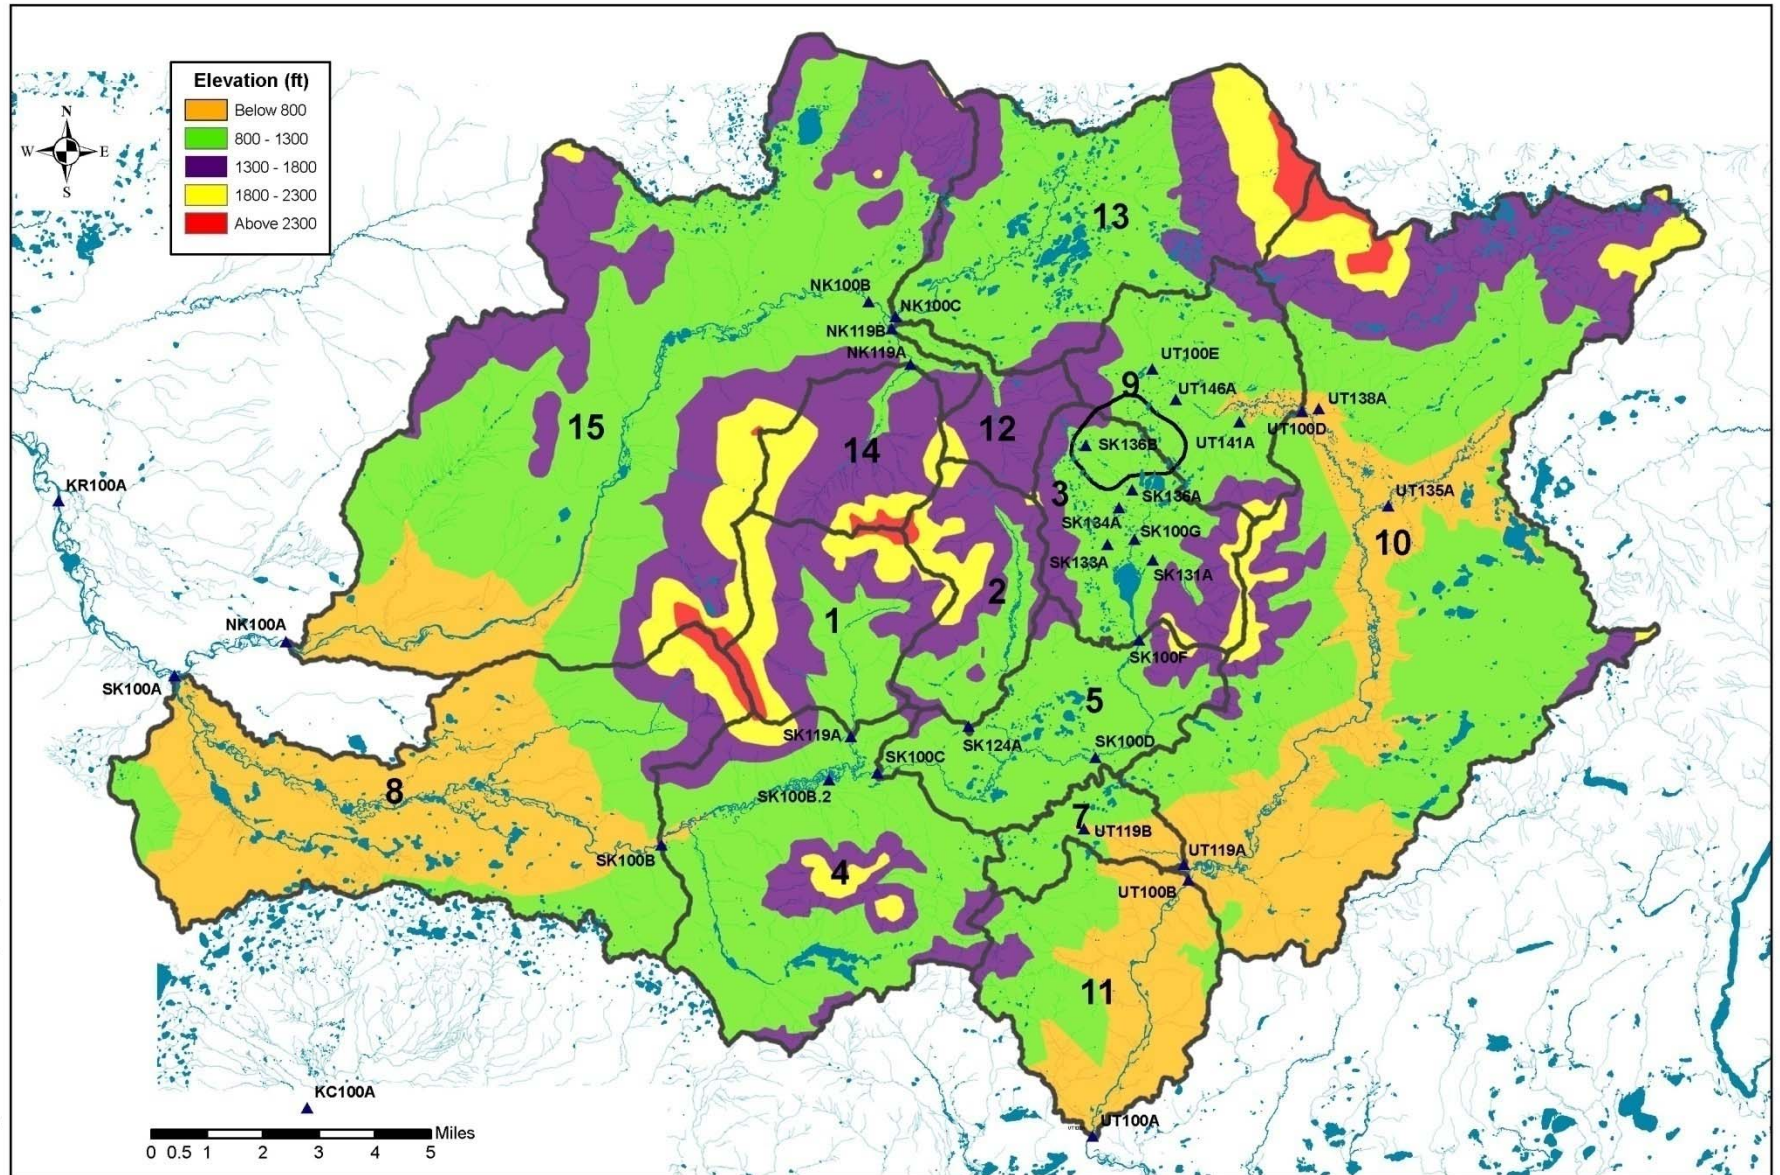 Elevation (ft)
Below 800
800 - 1300
1300 - 1800
1800 - 2300
Above 2300
N
W E
S
13
NK100B
NK100C
NK119B
NK119A
UT100E
9
UT146A
UT138A
15
12
UT100D
UT141A
14
SK136B
KR100A
3
SK136A
UT135A
SK134A
SK100G
10
SK133A
SK131A
2
1
NK100A
SK100F
SK100A
5
SK119A
SK124A
SK100D
SK100C
8
SK100B.2
7
UT119B
SK100B
UT119A
4
UT100B
11
KC100A
UT100A
Miles
0 0.5 1 2 3 4 5